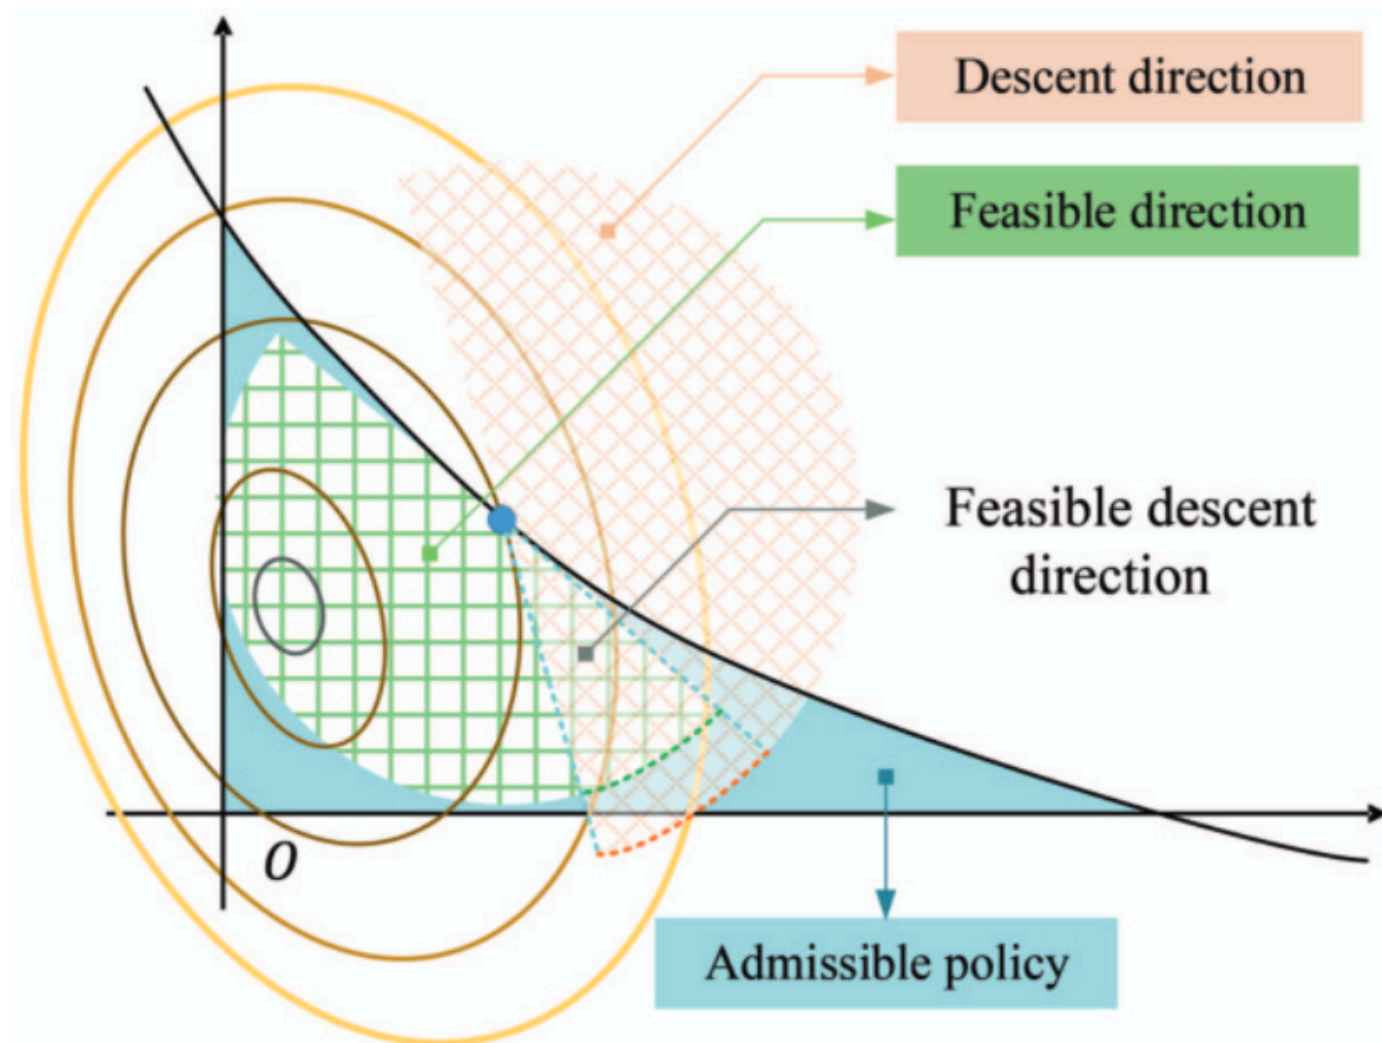 Descent direction
Feasible direction
Feasible descent
direction
O
Admissible policy